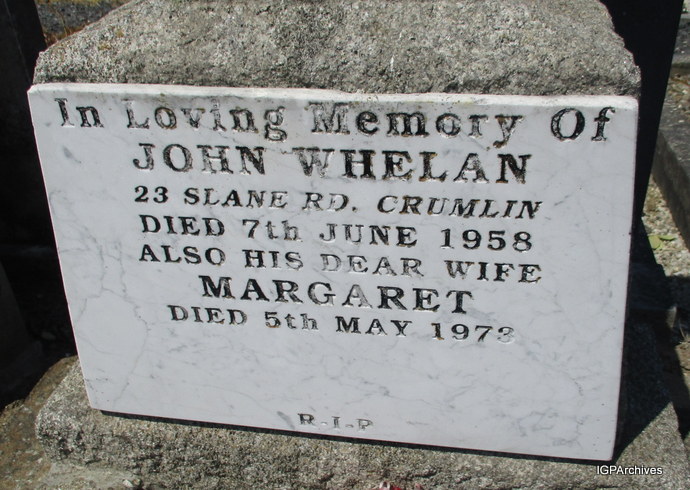 In Loving Memory Of
JOHN WHELAN
23 SLANE RD. CRUMLIN
DIED 7th JUNE 1958
ALSO HIS DEAR WIFE
MARGARET
DIED 5th MAY 1973
R.I.P
IGPArchives